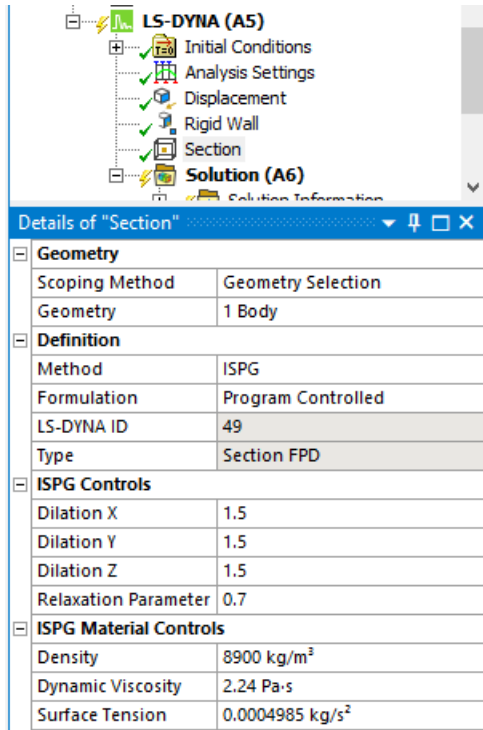 LS-DYNA (A5)
T=0 Initial Conditions
Analysis Settings
Displacement
Rigid Wall
Section
Solution (A6)
Solution Information
Details of "Section"
Geometry
Scoping Method Geometry Selection
Geometry 1 Body
Definition
Method ISPG
Formulation Program Controlled
LS-DYNA ID 49
Type Section FPD
ISPG Controls
Dilation X 1.5
Dilation Y 1.5
Dilation Z 1.5
Relaxation Parameter 0.7
ISPG Material Controls
Density 8900 kg/m³
Dynamic Viscosity 2.24 Pa·s
Surface Tension 0.0004985 kg/s²